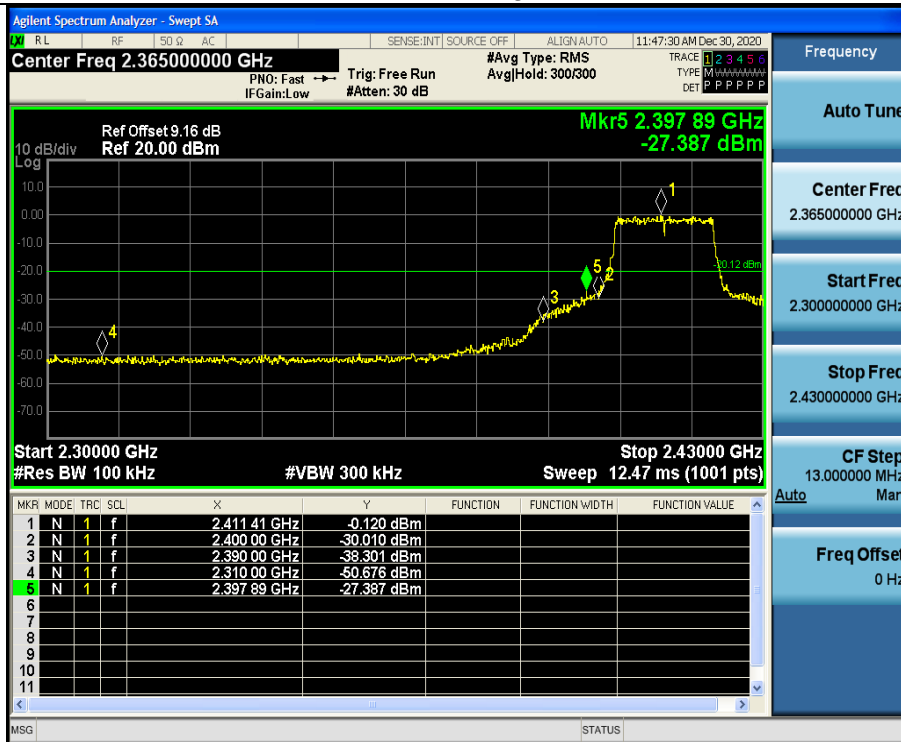 Agilent Spectrum Analyzer - Swept SA
LXI RL RF 50 Ω AC SENSE:INT SOURCE OFF ALIGN AUTO 11:47:30 AM Dec 30, 2020
Center Freq 2.365000000 GHz #Avg Type: RMS TRACE 1 2 3 4 5 6
PNO: Fast Trig: Free Run Avg|Hold: 300/300 TYPE M
IFGain:Low #Atten: 30 dB DET P P P P P P
Mkr5 2.397 89 GHz
-27.387 dBm
Ref Offset 9.16 dB
10 dB/div Ref 20.00 dBm
Log
10.0
0.00
-10.0
-20.0
-30.0
-40.0
-50.0
-60.0
-70.0
1
5
2
3
4
-20.12 dBm
Start 2.30000 GHz Stop 2.43000 GHz
#Res BW 100 kHz #VBW 300 kHz Sweep 12.47 ms (1001 pts)
MKR MODE TRC SCL X Y FUNCTION FUNCTION WIDTH FUNCTION VALUE
1 N 1 f 2.411 41 GHz -0.120 dBm
2 N 1 f 2.400 00 GHz -30.010 dBm
3 N 1 f 2.390 00 GHz -38.301 dBm
4 N 1 f 2.310 00 GHz -50.676 dBm
5 N 1 f 2.397 89 GHz -27.387 dBm
6
7
8
9
10
11
MSG STATUS
Frequency
Auto Tune
Center Freq
2.365000000 GHz
Start Freq
2.300000000 GHz
Stop Freq
2.430000000 GHz
CF Step
13.000000 MHz
Auto Man
Freq Offset
0 Hz